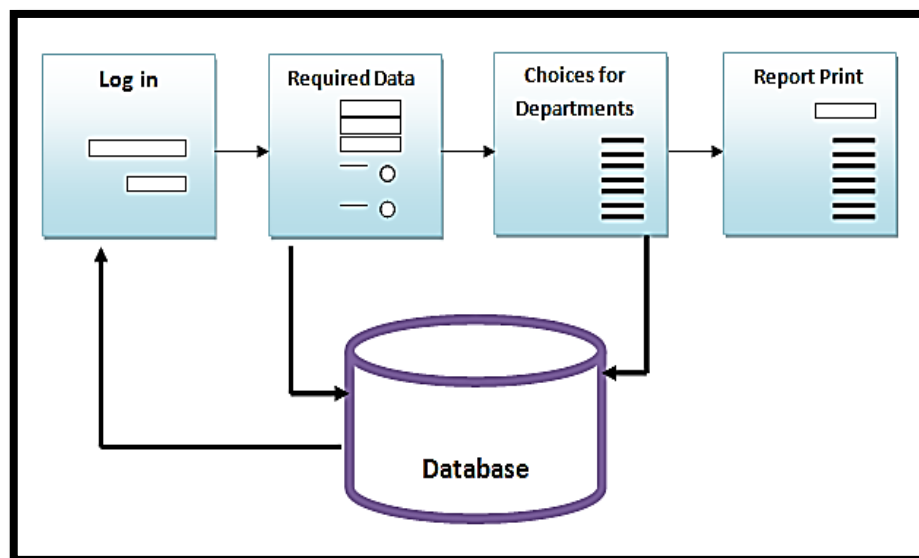 Log in
Required Data
Choices for
Departments
Report Print
Database